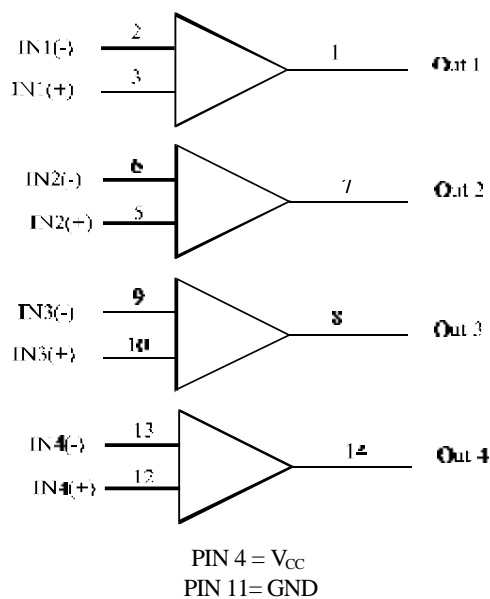 IN1(-) 2
1 Out 1
IN1(+) 3
IN2(-) 6
7 Out 2
IN2(+) 5
IN3(-) 9
8 Out 3
IN3(+) 10
IN4(-) 13
14 Out 4
IN4(+) 12
PIN 4 = VCC
PIN 11= GND